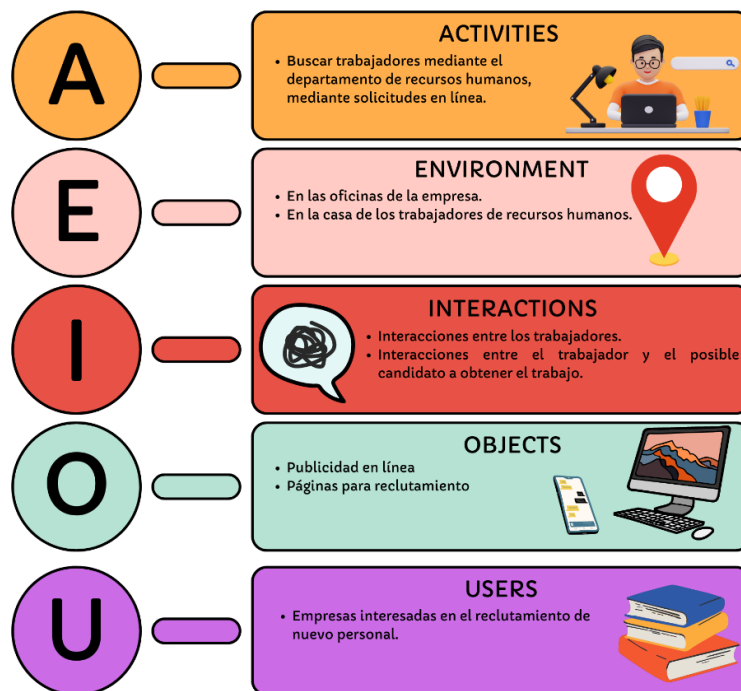 A
ACTIVITIES
• Buscar trabajadores mediante el
departamento de recursos humanos,
mediante solicitudes en línea.
E
ENVIRONMENT
• En las oficinas de la empresa.
• En la casa de los trabajadores de recursos humanos.
I
INTERACTIONS
• Interacciones entre los trabajadores.
• Interacciones entre el trabajador y el posible
candidato a obtener el trabajo.
O
OBJECTS
• Publicidad en línea
• Páginas para reclutamiento
U
USERS
• Empresas interesadas en el reclutamiento de
nuevo personal.